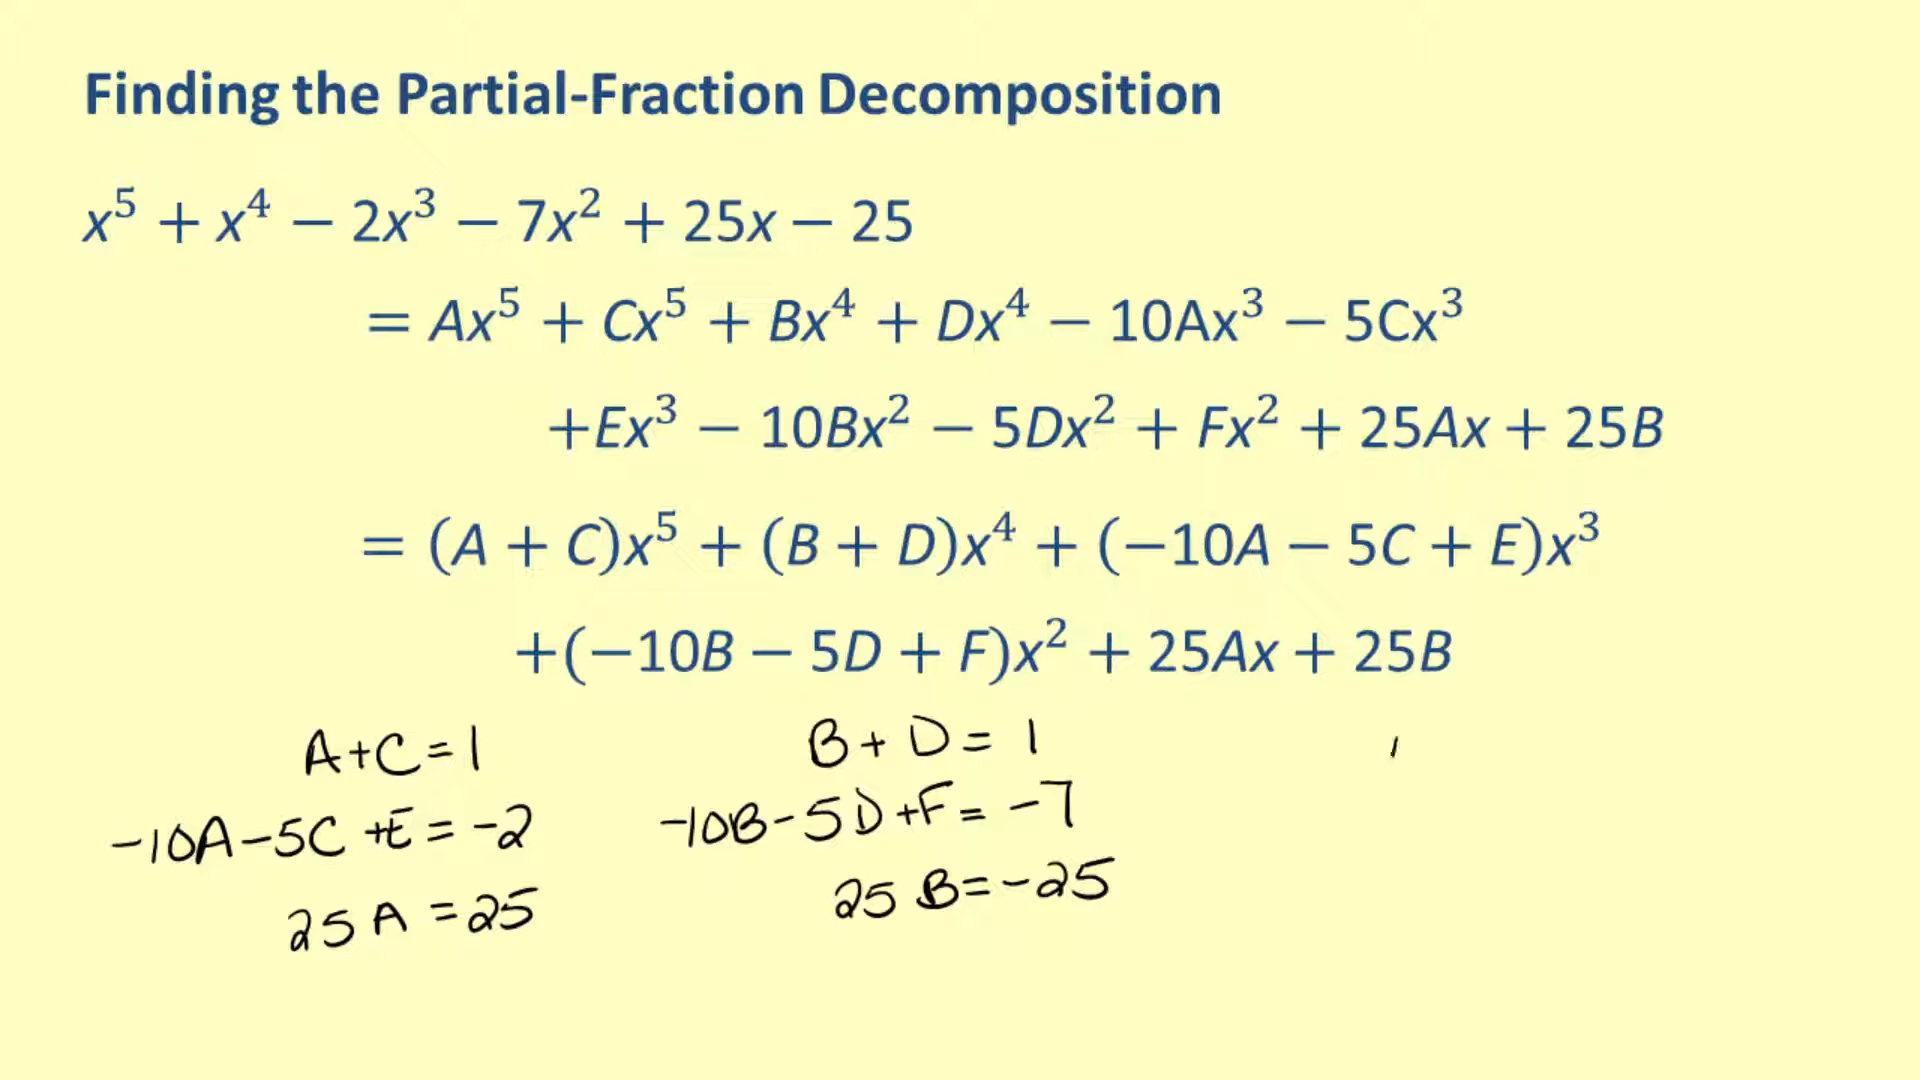 Finding the Partial-Fraction Decomposition
x⁵ + x⁴ − 2x³ − 7x² + 25x − 25
= Ax⁵ + Cx⁵ + Bx⁴ + Dx⁴ − 10Ax³ − 5Cx³
+Ex³ − 10Bx² − 5Dx² + Fx² + 25Ax + 25B
= (A + C)x⁵ + (B + D)x⁴ + (−10A − 5C + E)x³
+(−10B − 5D + F)x² + 25Ax + 25B
A+C=1
-10A-5C+E=-2
25A=25
B+D=1
-10B-5D+F=-7
25B=-25